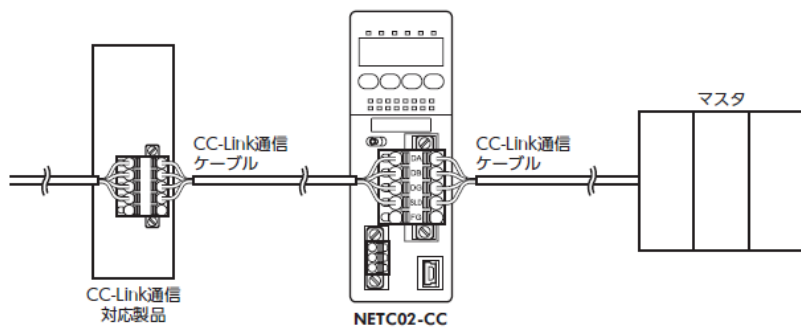 マスタ
CC-Link通信
ケーブル
CC-Link通信
ケーブル
DA
DB
DG
SLD
FG
CC-Link通信
対応製品
NETC02-CC